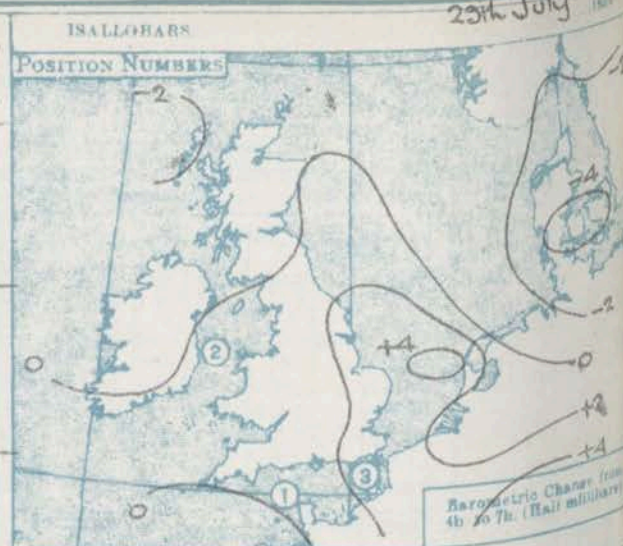 29th July
ISALLOBARS
POSITION NUMBERS
-2
-4
-2
0
2
+4
0
+2
+4
3
1
0
Barometric Change (from
4h to 7h. (Half millibars)